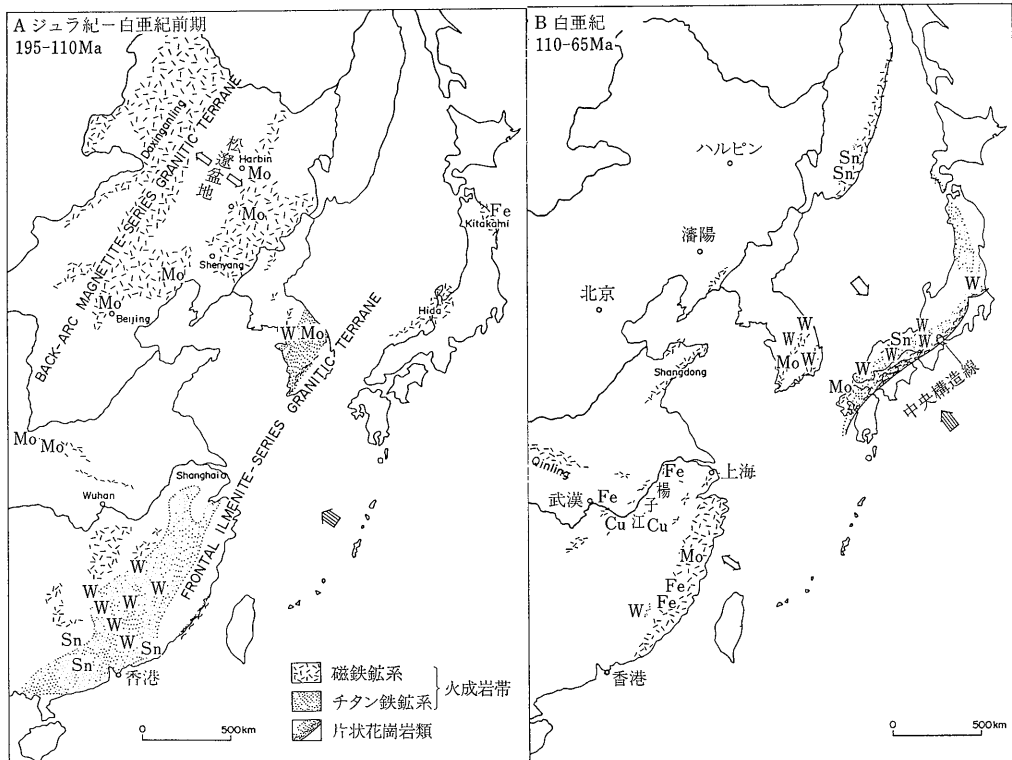 A ジュラ紀－白亜紀前期
195-110Ma
Daxinganling
BACK-ARC MAGNETITE-SERIES GRANITIC TERRANE
松遼盆地
Harbin
Mo
Mo
Shenyang
Mo
Mo
Beijing
Fe
Kitakami
Hida
W Mo
FRONTAL ILMENITE-SERIES GRANITIC TERRANE
Mo
Mo
Shanghai
Wuhan
W
W
W
W
W
W
W
Sn
Sn
Sn
香港
磁鉄鉱系
チタン鉄鉱系
火成岩帯
片状花崗岩類
0 500km
B 白亜紀
110-65Ma
ハルピン
Sn
Sn
瀋陽
北京
W
W
W
Mo W
Shangdong
W
Sn
W
W
W
W
Mo
中央構造線
Qinling
Fe
上海
武漢
Fe
揚子江
Cu
Cu
Mo
Fe
Fe
W
香港
0 500km